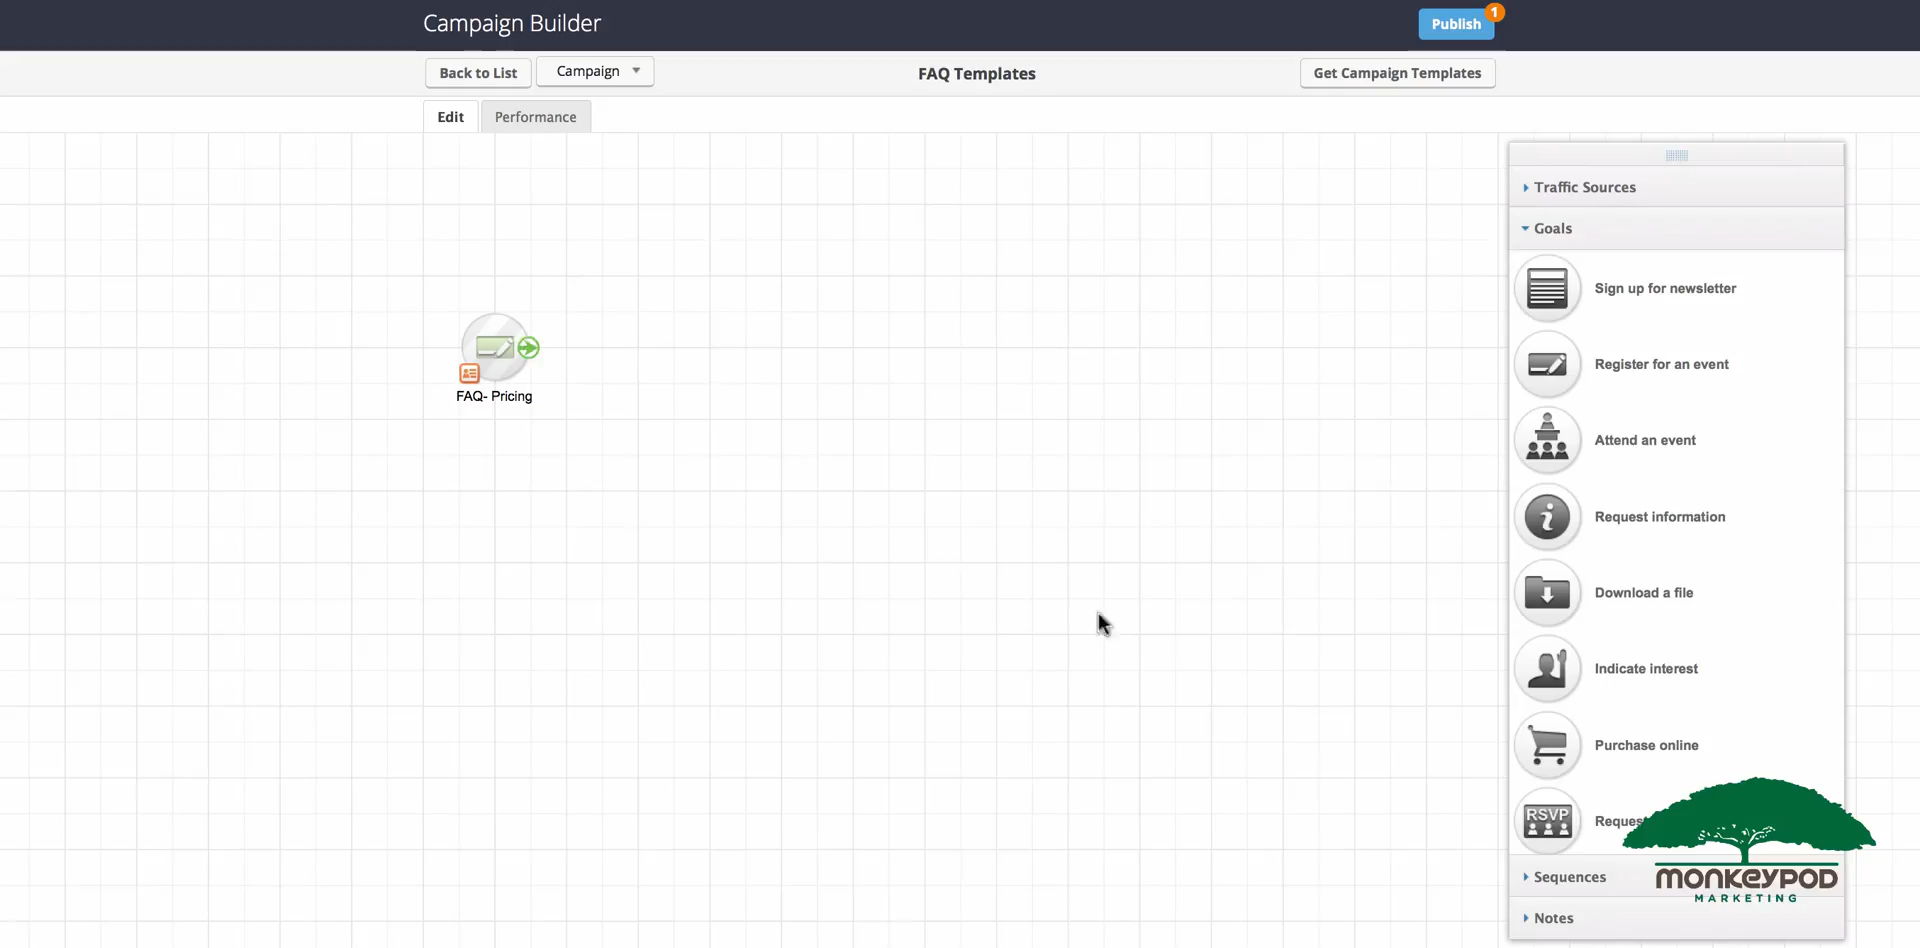 Campaign Builder
Publish
1
Back to List
Campaign
FAQ Templates
Get Campaign Templates
Edit
Performance
Traffic Sources
Goals
Sign up for newsletter
Register for an event
FAQ- Pricing
Attend an event
Request information
Download a file
Indicate interest
Purchase online
RSVP
Sequences
MONKEYPOD
MARKETING
Notes